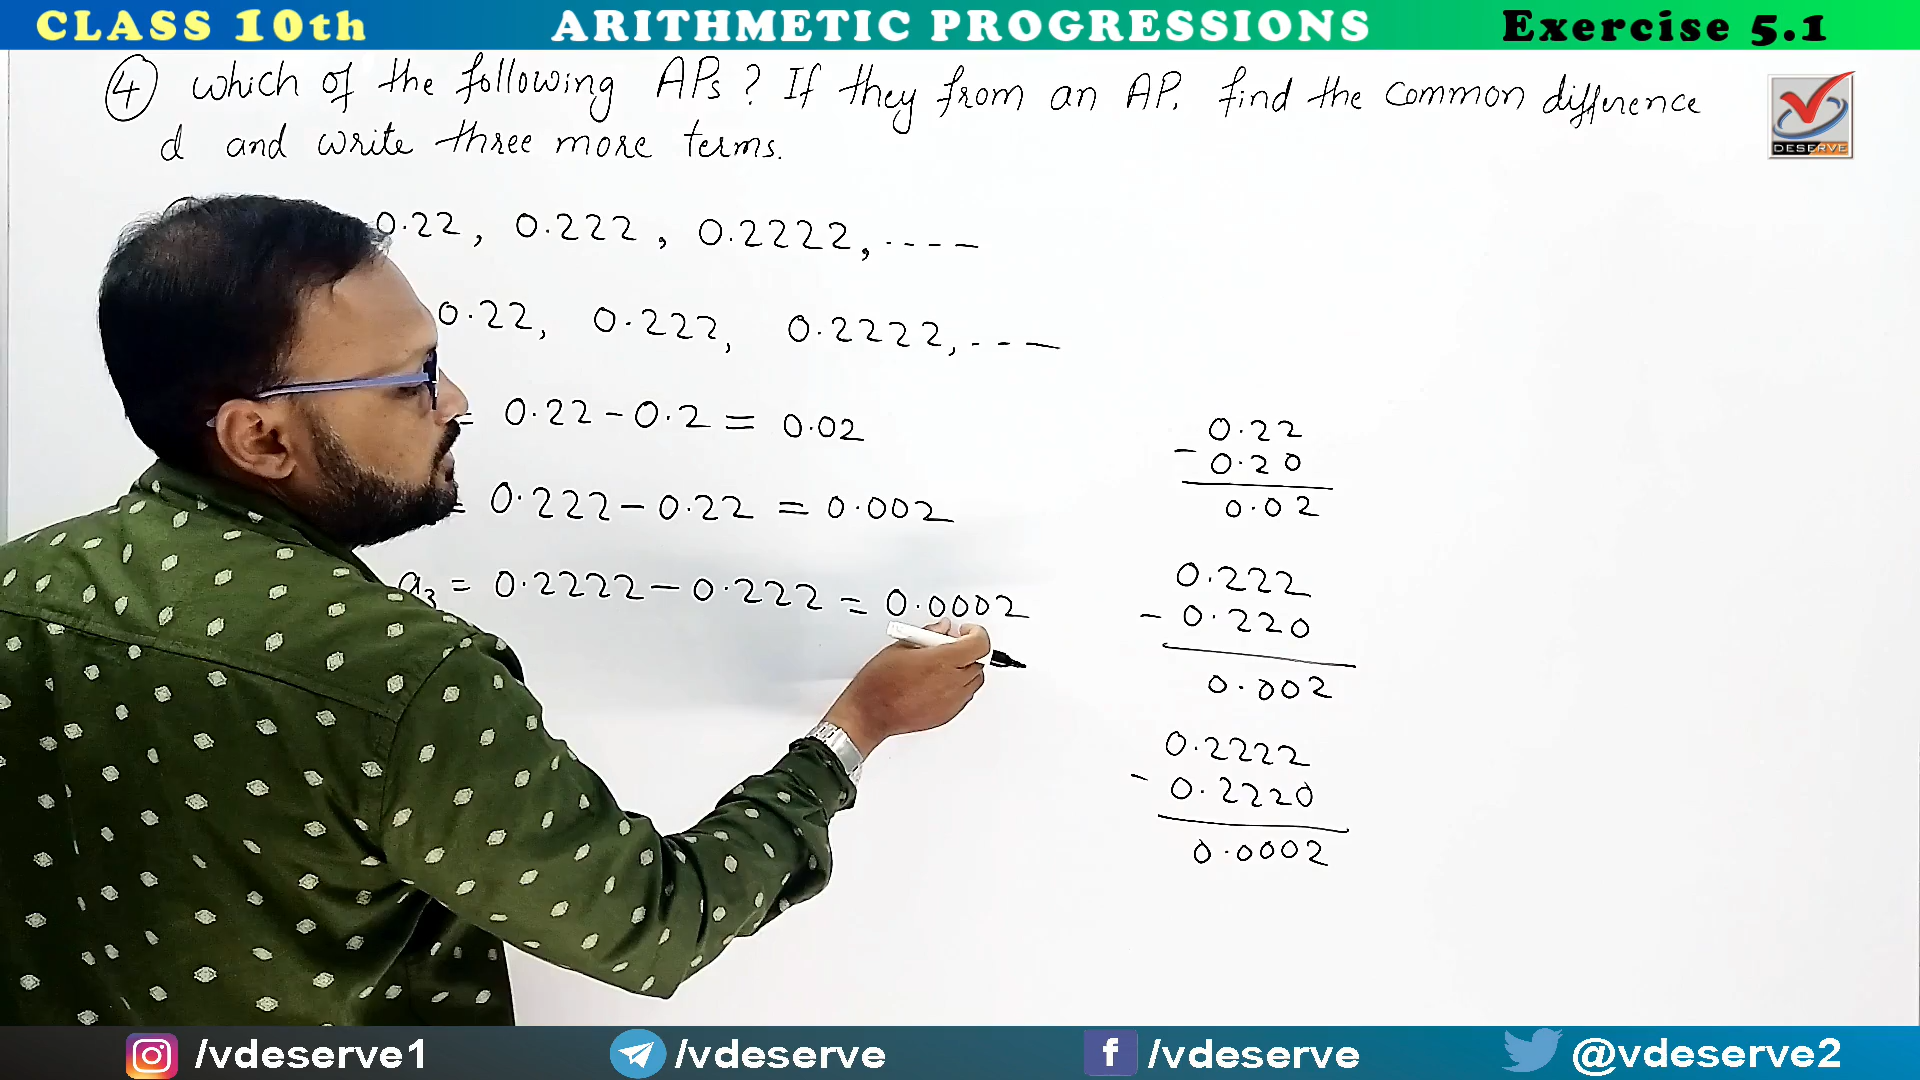 CLASS 10th ARITHMETIC PROGRESSIONS Exercise 5.1
④ which of the following APs ? If they from an AP. find the common difference
d and write three more terms.
DESERVE
0.22, 0.222, 0.2222, ----
0.22, 0.222, 0.2222, ----
= 0.22 - 0.2 = 0.02
= 0.222 - 0.22 = 0.002
a3 = 0.2222 - 0.222 = 0.0002
0.22
- 0.20
0.02
0.222
- 0.220
0.002
0.2222
- 0.2220
0.0002
/vdeserve1 /vdeserve /vdeserve @vdeserve2